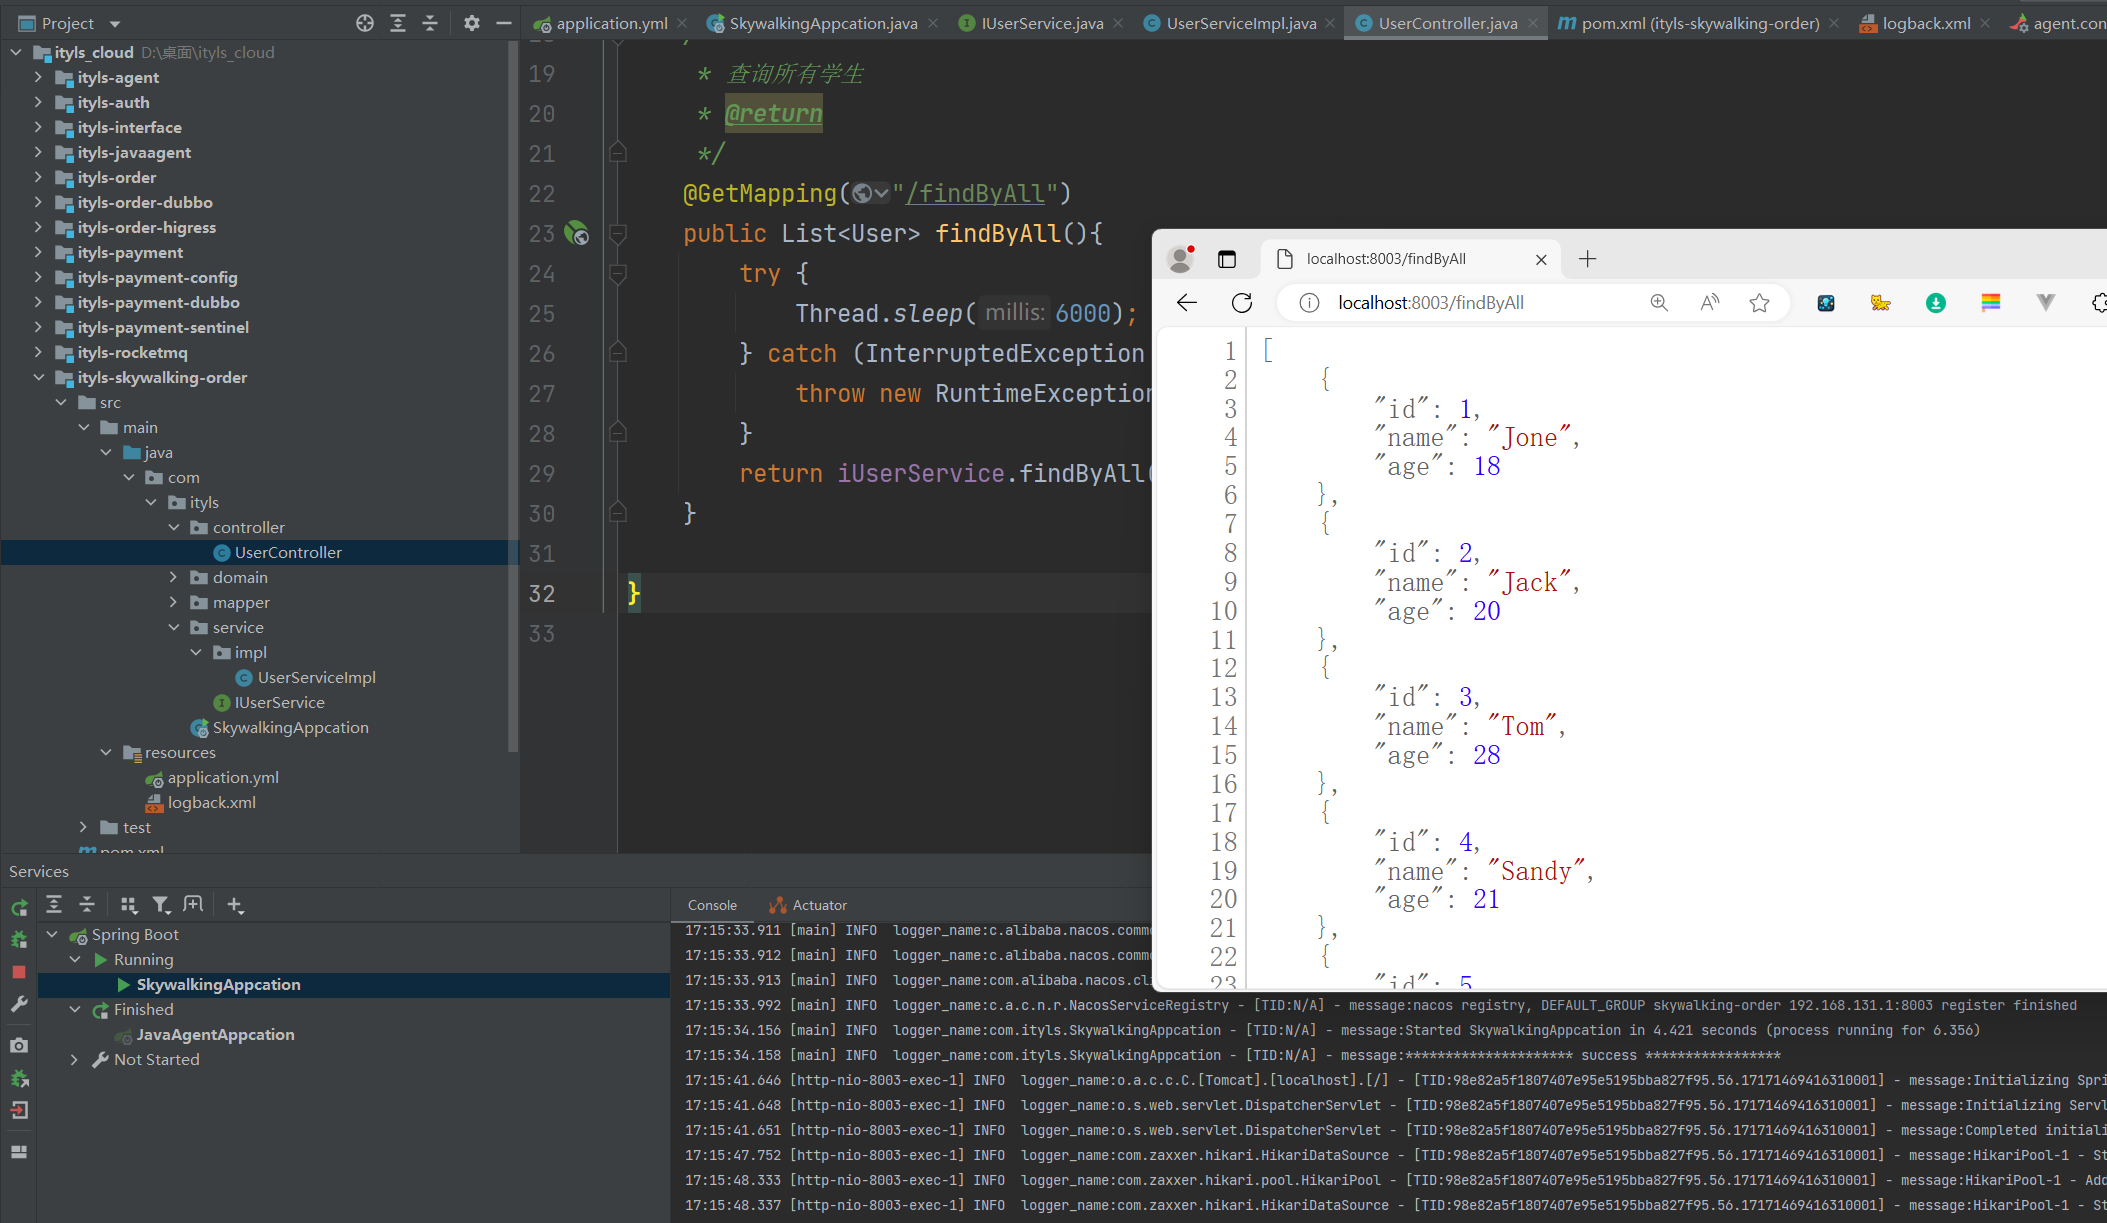 Project
application.yml
SkywalkingAppcation.java
IUserService.java
UserServiceImpl.java
UserController.java
pom.xml (ityls-skywalking-order)
logback.xml
agent.con
ityls_cloud D:\桌面\ityls_cloud
ityls-agent
ityls-auth
ityls-interface
ityls-javaagent
ityls-order
ityls-order-dubbo
ityls-order-higress
ityls-payment
ityls-payment-config
ityls-payment-dubbo
ityls-payment-sentinel
ityls-rocketmq
ityls-skywalking-order
src
main
java
com
ityls
controller
UserController
domain
mapper
service
impl
UserServiceImpl
IUserService
SkywalkingAppcation
resources
application.yml
logback.xml
test
pom.xml
19 * 查询所有学生
20 * @return
21 */
22 @GetMapping("/findByAll")
23 public List<User> findByAll(){
24 try {
25 Thread.sleep( millis: 6000);
26 } catch (InterruptedException
27 throw new RuntimeException
28 }
29 return iUserService.findByAll(
30 }
31
32 }
33
localhost:8003/findByAll
localhost:8003/findByAll
1 [
2 {
3 "id": 1,
4 "name": "Jone",
5 "age": 18
6 },
7 {
8 "id": 2,
9 "name": "Jack",
10 "age": 20
11 },
12 {
13 "id": 3,
14 "name": "Tom",
15 "age": 28
16 },
17 {
18 "id": 4,
19 "name": "Sandy",
20 "age": 21
21 },
22 {
23 "id": 5
Services
Spring Boot
Running
SkywalkingAppcation
Finished
JavaAgentAppcation
Not Started
Console Actuator
17:15:33.911 [main] INFO logger_name:c.alibaba.nacos.commo
17:15:33.912 [main] INFO logger_name:c.alibaba.nacos.commo
17:15:33.913 [main] INFO logger_name:com.alibaba.nacos.cli
17:15:33.992 [main] INFO logger_name:c.a.c.n.r.NacosServiceRegistry - [TID:N/A] - message:nacos registry, DEFAULT_GROUP skywalking-order 192.168.131.1:8003 register finished
17:15:34.156 [main] INFO logger_name:com.ityls.SkywalkingAppcation - [TID:N/A] - message:Started SkywalkingAppcation in 4.421 seconds (process running for 6.356)
17:15:34.158 [main] INFO logger_name:com.ityls.SkywalkingAppcation - [TID:N/A] - message:********************* success *****************
17:15:41.646 [http-nio-8003-exec-1] INFO logger_name:o.a.c.c.C.[Tomcat].[localhost].[/] - [TID:98e82a5f1807407e95e5195bba827f95.56.17171469416310001] - message:Initializing Spri
17:15:41.648 [http-nio-8003-exec-1] INFO logger_name:o.s.web.servlet.DispatcherServlet - [TID:98e82a5f1807407e95e5195bba827f95.56.17171469416310001] - message:Initializing Servl
17:15:41.651 [http-nio-8003-exec-1] INFO logger_name:o.s.web.servlet.DispatcherServlet - [TID:98e82a5f1807407e95e5195bba827f95.56.17171469416310001] - message:Completed initiali
17:15:47.752 [http-nio-8003-exec-1] INFO logger_name:com.zaxxer.hikari.HikariDataSource - [TID:98e82a5f1807407e95e5195bba827f95.56.17171469416310001] - message:HikariPool-1 - St
17:15:48.333 [http-nio-8003-exec-1] INFO logger_name:com.zaxxer.hikari.pool.HikariPool - [TID:98e82a5f1807407e95e5195bba827f95.56.17171469416310001] - message:HikariPool-1 - Add
17:15:48.337 [http-nio-8003-exec-1] INFO logger_name:com.zaxxer.hikari.HikariDataSource - [TID:98e82a5f1807407e95e5195bba827f95.56.17171469416310001] - message:HikariPool-1 - St